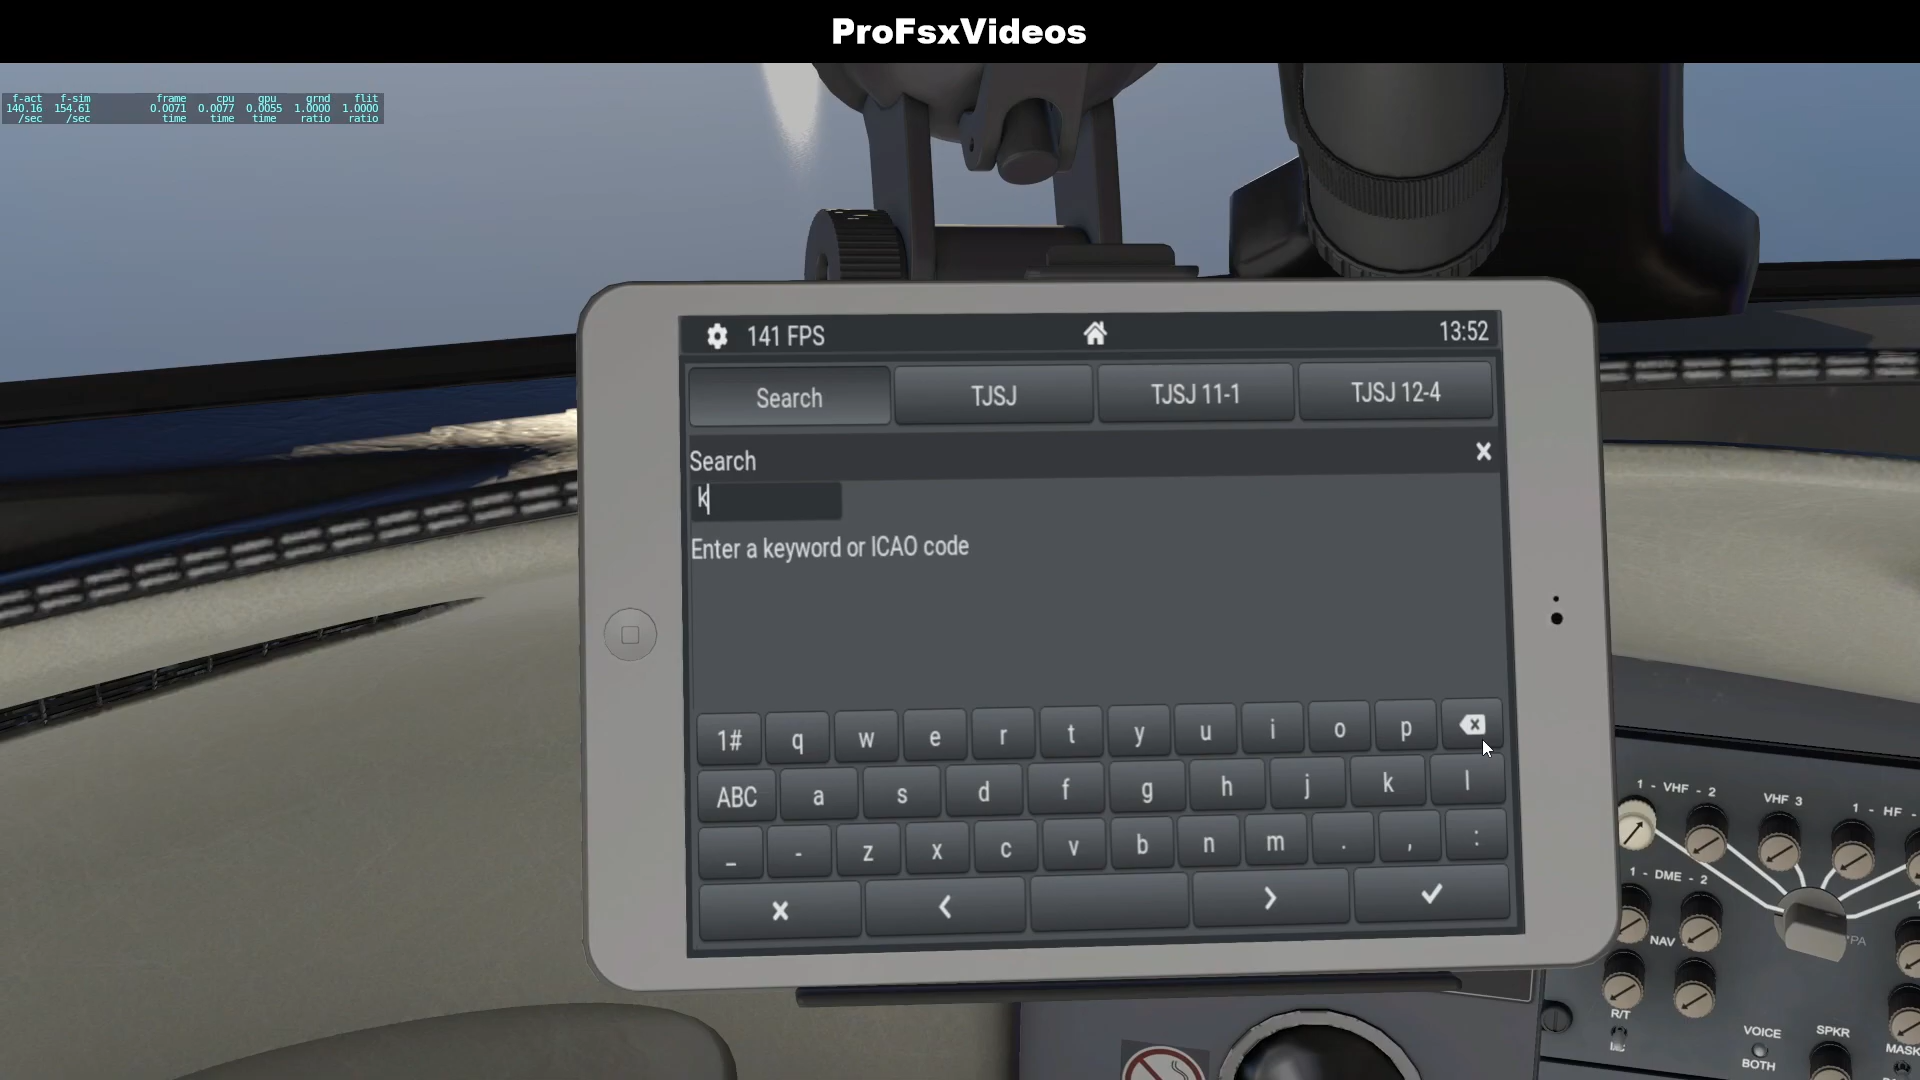 ProFsxVideos
f-act f-sim frame cpu gpu grnd flit
140.16 154.61 0.0071 0.0077 0.0055 1.0000 1.0000
/sec /sec time time time ratio ratio
141 FPS 13:52
Search TJSJ TJSJ 11-1 TJSJ 12-4
Search
k
Enter a keyword or ICAO code
1# q w e r t y u i o p
ABC a s d f g h j k l
_ - z x c v b n m . , :
1 - VHF - 2 VHF 3 1 - HF -
1 - DME - 2
NAV
R/T
VOICE SPKR
BOTH
MASK